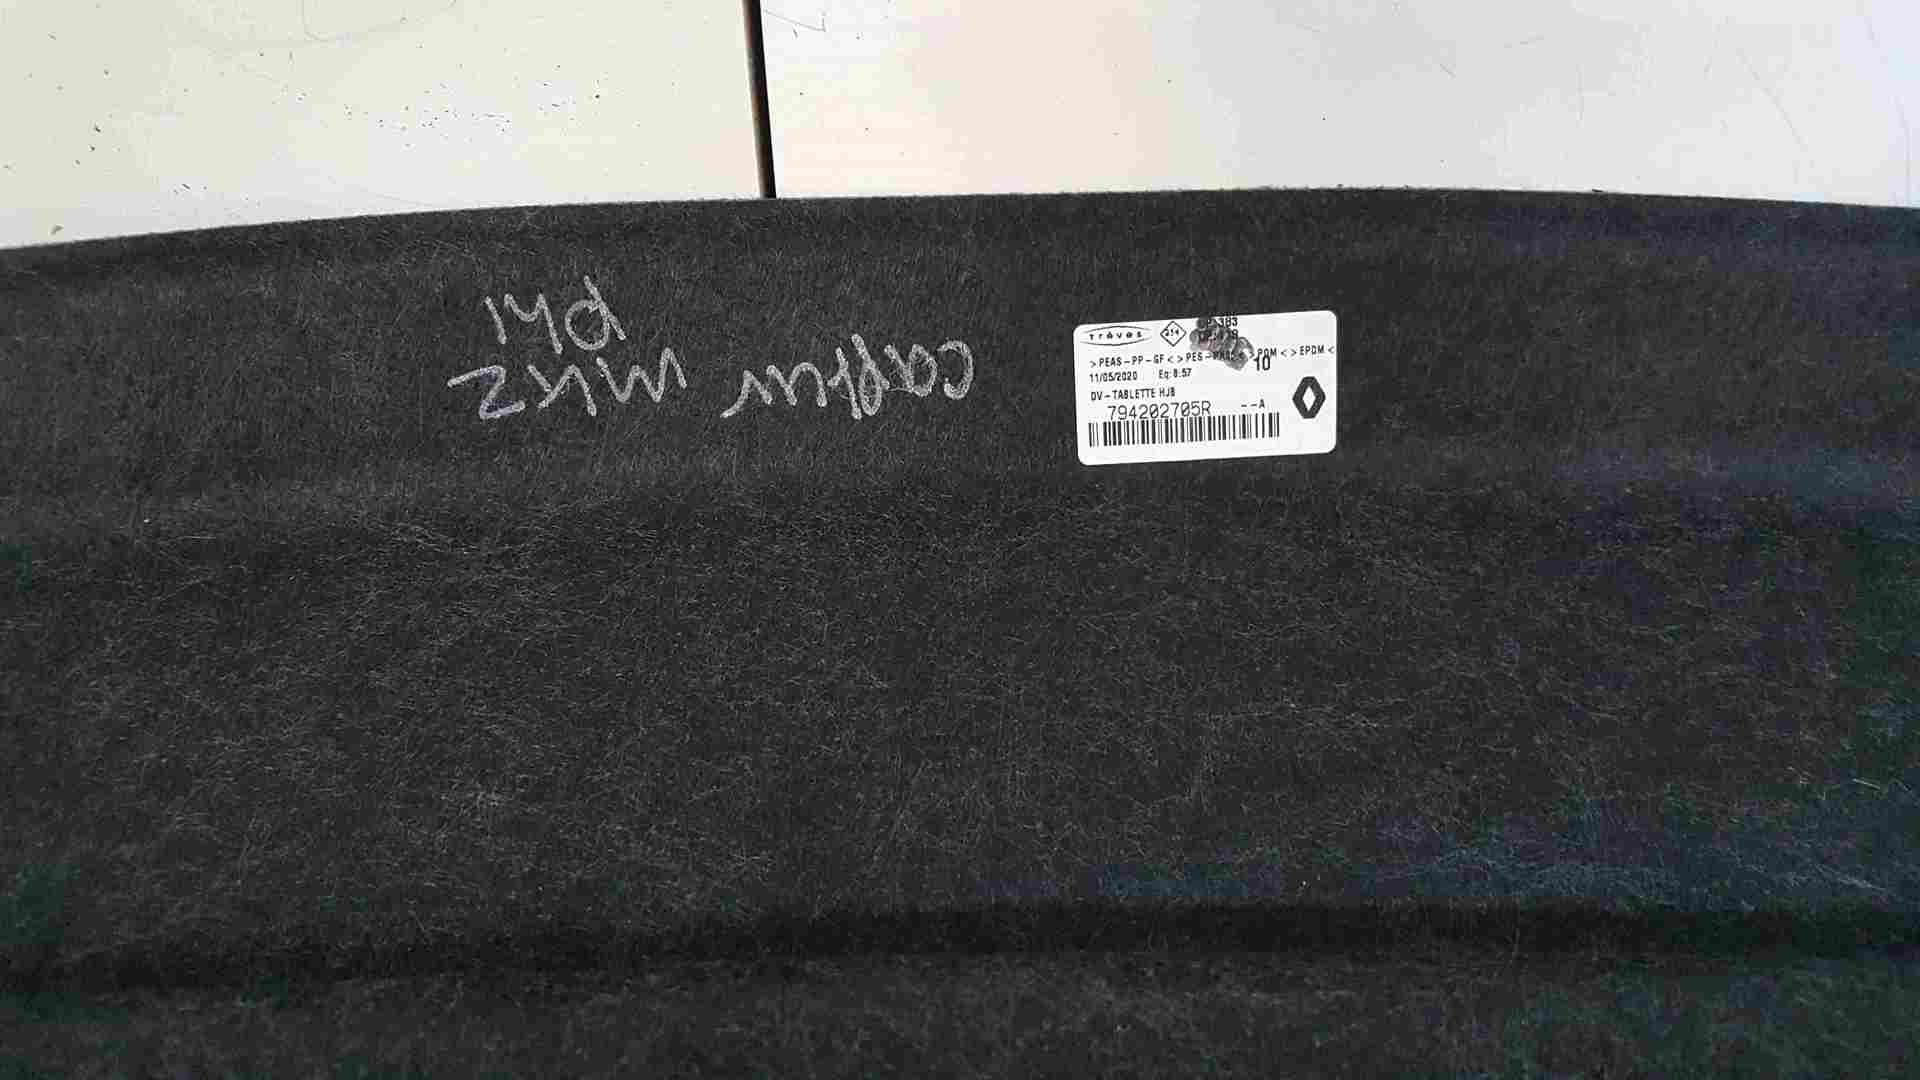 captur MK2
Trèves
>PEAS-PP-GF< >PES- >POM< >EPDM<
10
11/05/2020 Eq:8:57
DV-TABLETTE HJB
794202705R --A